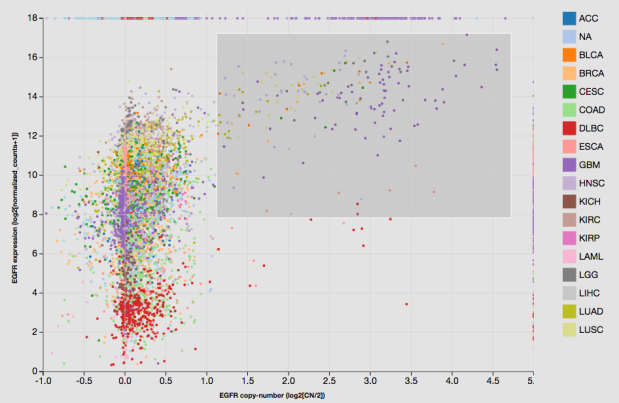 EGFR expression (log2[normalized_counts+1])
18
16
14
12
10
8
6
4
2
0
-1.0 -0.5 0.0 0.5 1.0 1.5 2.0 2.5 3.0 3.5 4.0 4.5 5.
EGFR copy-number (log2[CN/2])
ACC
NA
BLCA
BRCA
CESC
COAD
DLBC
ESCA
GBM
HNSC
KICH
KIRC
KIRP
LAML
LGG
LIHC
LUAD
LUSC